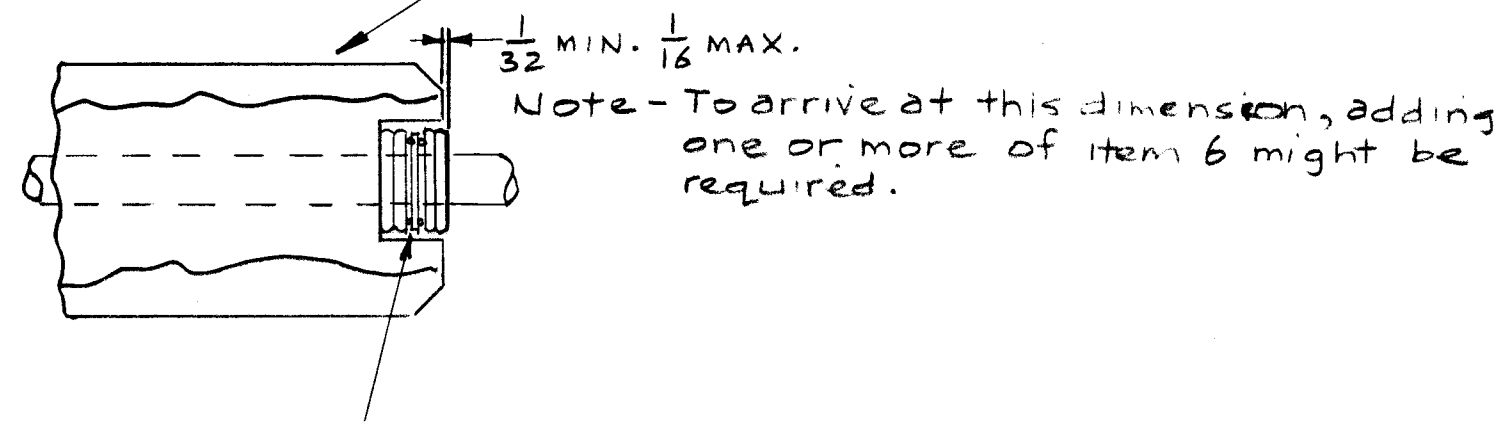 1/32 MIN. 1/16 MAX.
Note - To arrive at this dimension, adding
one or more of item 6 might be
required.